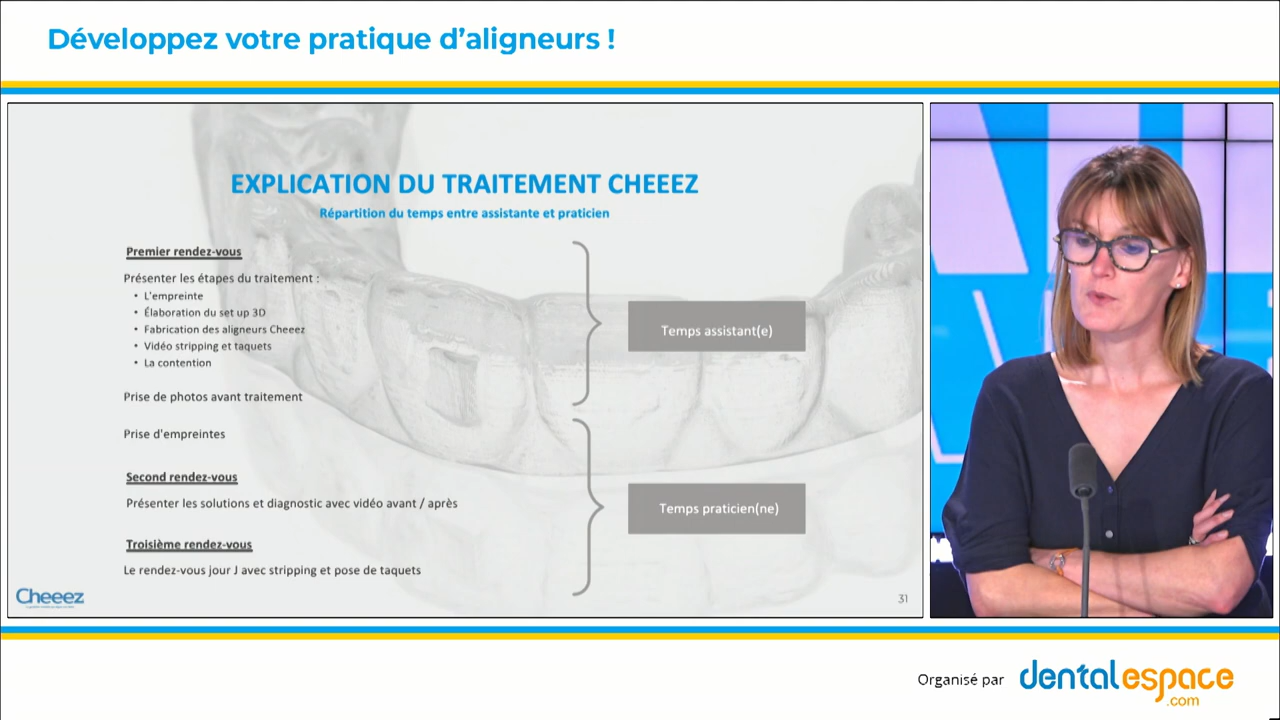 Développez votre pratique d'aligneurs !
EXPLICATION DU TRAITEMENT CHEEEZ
Répartition du temps entre assistante et praticien
Premier rendez-vous
Présenter les étapes du traitement :
• L'empreinte
• Élaboration du set up 3D
• Fabrication des aligneurs Cheeez
• Vidéo stripping et taquets
• La contention
Temps assistant(e)
Prise de photos avant traitement
Prise d'empreintes
Second rendez-vous
Présenter les solutions et diagnostic avec vidéo avant / après
Temps praticien(ne)
Troisième rendez-vous
Le rendez-vous jour J avec stripping et pose de taquets
Cheeez
31
Organisé par
dentalespace
.com